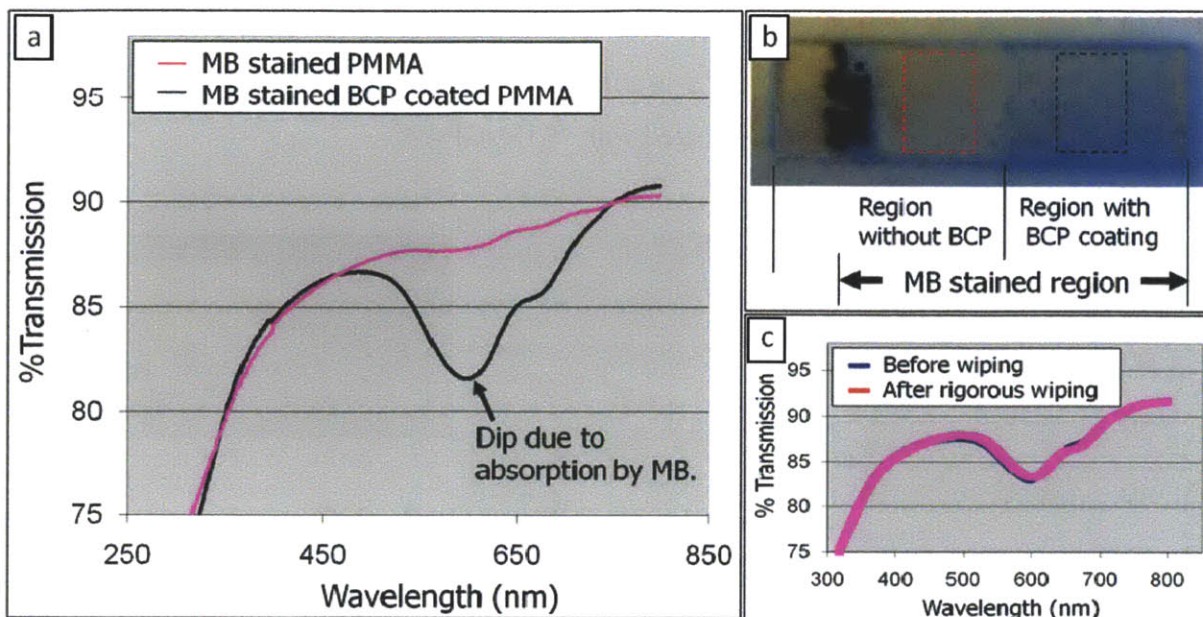 a
MB stained PMMA
MB stained BCP coated PMMA
95
90
85
80
75
%Transmission
Dip due to
absorption by MB.
250
450
650
850
Wavelength (nm)
b
Region
without BCP
Region with
BCP coating
MB stained region
c
Before wiping
After rigorous wiping
95
90
85
80
75
% Transmission
300
400
500
600
700
800
Wavelength (nm)